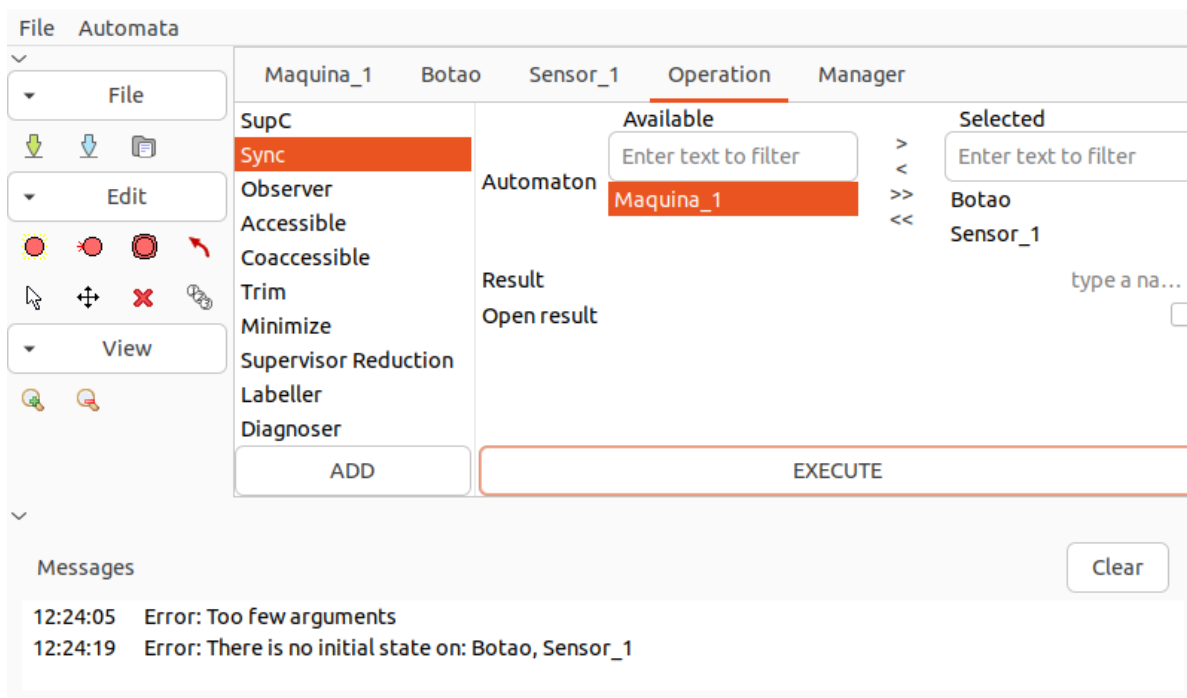 File Automata
Maquina_1 Botao Sensor_1 Operation Manager
File
Edit
View
SupC
Sync
Observer
Accessible
Coaccessible
Trim
Minimize
Supervisor Reduction
Labeller
Diagnoser
ADD
Automaton
Available
Enter text to filter
Maquina_1
>
<
>>
<<
Selected
Enter text to filter
Botao
Sensor_1
Result type a na...
Open result
EXECUTE
Messages
Clear
12:24:05 Error: Too few arguments
12:24:19 Error: There is no initial state on: Botao, Sensor_1